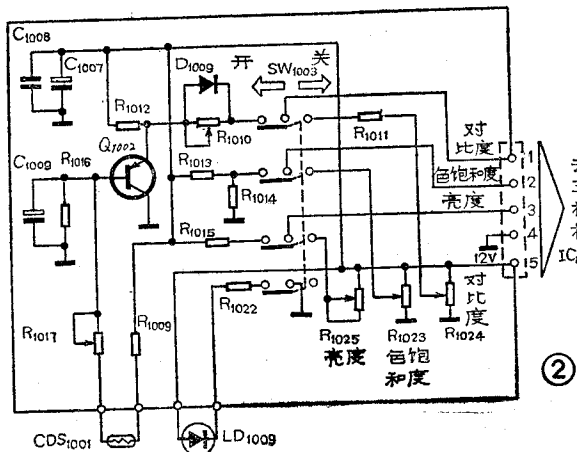 C1008
C1007
D1009
开
关
SW1003
R1012
R1010
R1011
Q1002
对
比度
1
C1009
R1016
R1013
色饱和度
2
R1014
亮度
3
R1015
4
12V
5
R1022
R1017
R1009
R1025
亮度
R1023
色饱
和度
对
比
度
R1024
②
CDS1001
LD1009